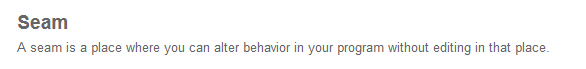 Seam
A seam is a place where you can alter behavior in your program without editing in that place.